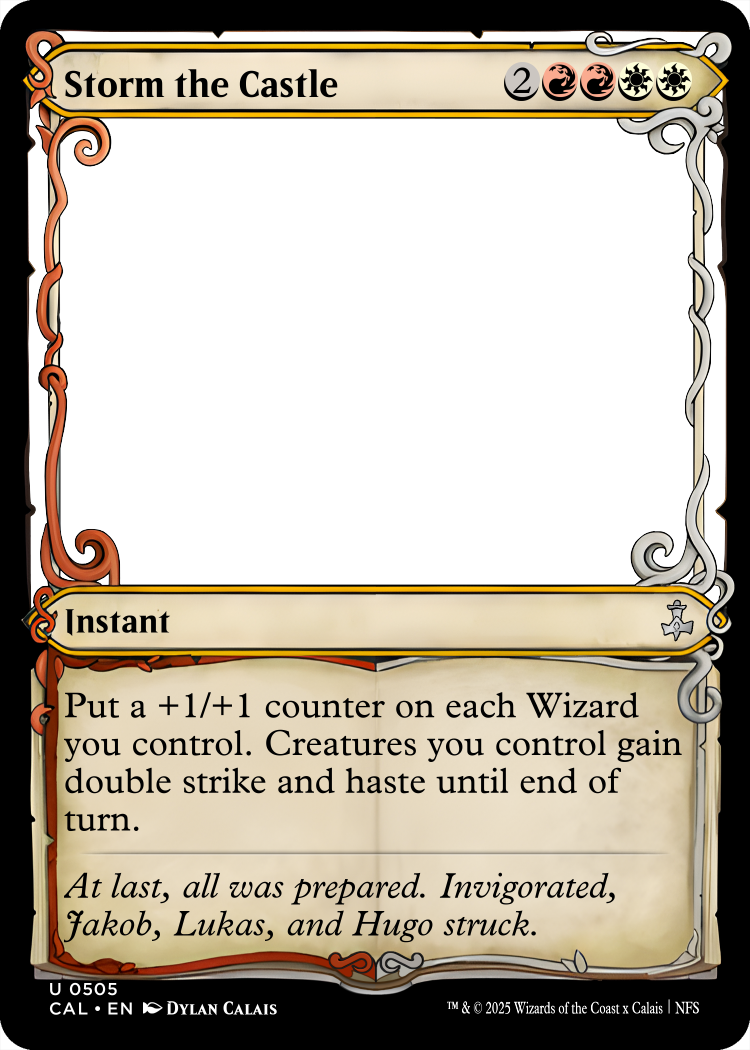 Storm the Castle 2
Instant
Put a +1/+1 counter on each Wizard
you control. Creatures you control gain
double strike and haste until end of
turn.
At last, all was prepared. Invigorated,
Jakob, Lukas, and Hugo struck.
U 0505
CAL • EN Dylan Calais
™ & © 2025 Wizards of the Coast x Calais | NFS